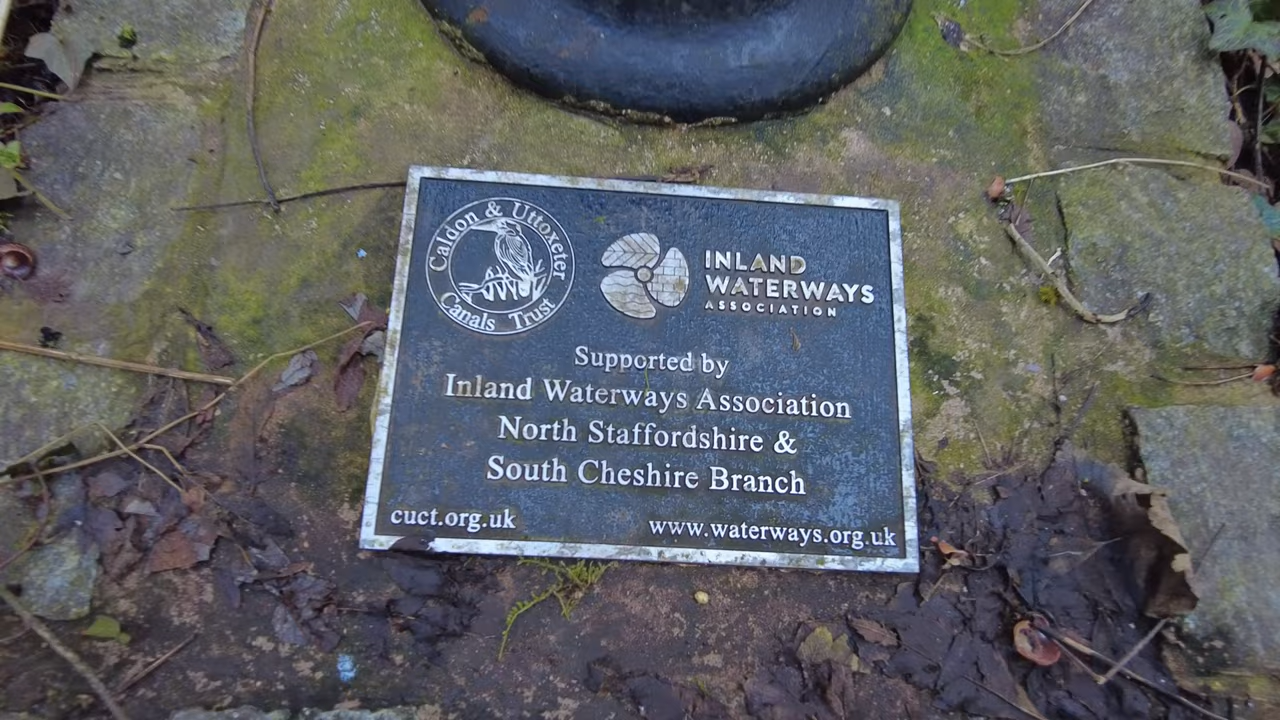 Caldon & Uttoxeter
Canals Trust
INLAND
WATERWAYS
ASSOCIATION
Supported by
Inland Waterways Association
North Staffordshire &
South Cheshire Branch
cuct.org.uk
www.waterways.org.uk